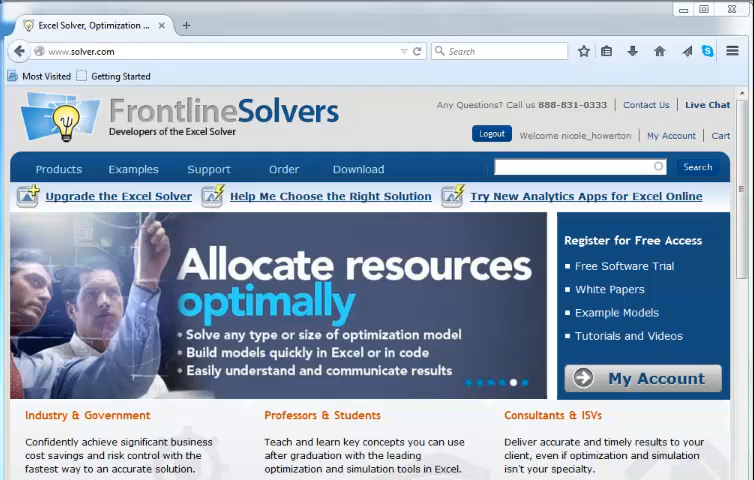 Excel Solver, Optimization ...
www.solver.com
Search
Most Visited Getting Started
FrontlineSolvers
Developers of the Excel Solver
Any Questions? Call us 888-831-0333 Contact Us Live Chat
Logout Welcome nicole_howerton My Account Cart
Products Examples Support Order Download Search
Upgrade the Excel Solver Help Me Choose the Right Solution Try New Analytics Apps for Excel Online
Allocate resources
optimally
• Solve any type or size of optimization model
• Build models quickly in Excel or in code
• Easily understand and communicate results
Register for Free Access
Free Software Trial
White Papers
Example Models
Tutorials and Videos
My Account
Industry & Government
Confidently achieve significant business
cost savings and risk control with the
fastest way to an accurate solution.
Professors & Students
Teach and learn key concepts you can use
after graduation with the leading
optimization and simulation tools in Excel.
Consultants & ISVs
Deliver accurate and timely results to your
client, even if optimization and simulation
isn't your specialty.